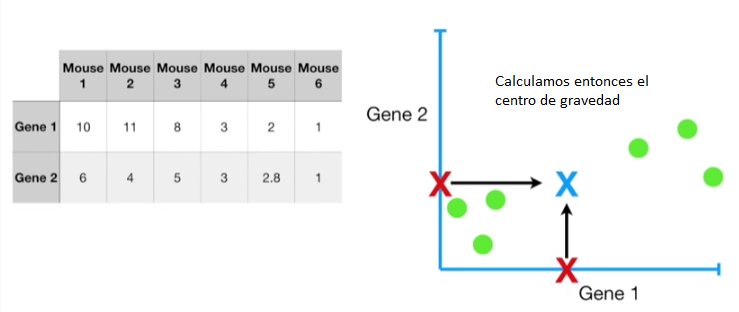 Mouse 1 Mouse 2 Mouse 3 Mouse 4 Mouse 5 Mouse 6
Gene 1 10 11 8 3 2 1
Gene 2 6 4 5 3 2.8 1
Calculamos entonces el
centro de gravedad
Gene 2
X X
X
Gene 1